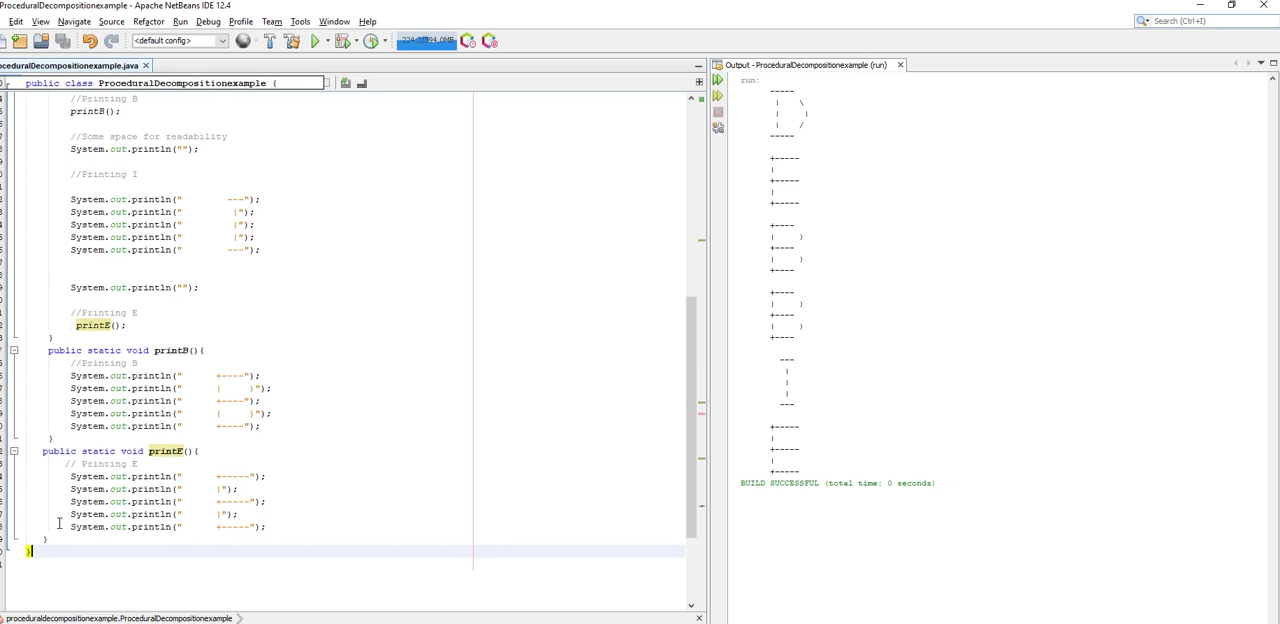 ProceduralDecompositionexample - Apache NetBeans IDE 12.4
Edit View Navigate Source Refactor Run Debug Profile Team Tools Window Help
Search (Ctrl+I)
<default config>
oceduralDecompositionexample.java
public class ProceduralDecompositionexample {
//Printing B
printB();
//Some space for readability
System.out.println("");
//Printing I
System.out.println("         ---");
System.out.println("          |");
System.out.println("          |");
System.out.println("          |");
System.out.println("         ---");
System.out.println("");
//Printing E
printE();
}
public static void printB(){
//Printing B
System.out.println("       +----");
System.out.println("       |     )");
System.out.println("       +----");
System.out.println("       |     )");
System.out.println("       +----");
}
public static void printE(){
// Printing E
System.out.println("       +-----");
System.out.println("       |");
System.out.println("       +-----");
System.out.println("       |");
System.out.println("       +-----");
}
}
proceduraldecompositionexample.ProceduralDecompositionexample
Output - ProceduralDecompositionexample (run)
run:
-----
|    \
|     |
|    /
-----
+-----
|
+-----
|
+-----
+----
|     )
+----
|     )
+----
+----
|     )
+----
|     )
+----
---
|
|
|
---
+-----
|
+-----
|
+-----
BUILD SUCCESSFUL (total time: 0 seconds)